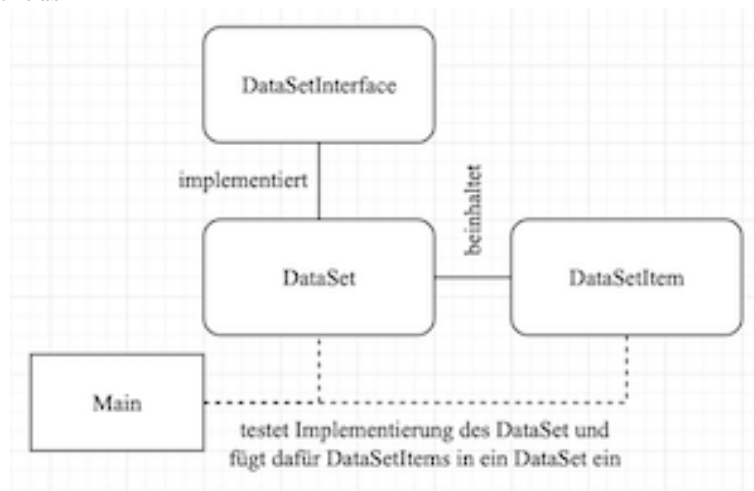 DataSetInterface
implementiert
beinhaltet
DataSet
DataSetItem
Main
testet Implementierung des DataSet und
fügt dafür DataSetItems in ein DataSet ein